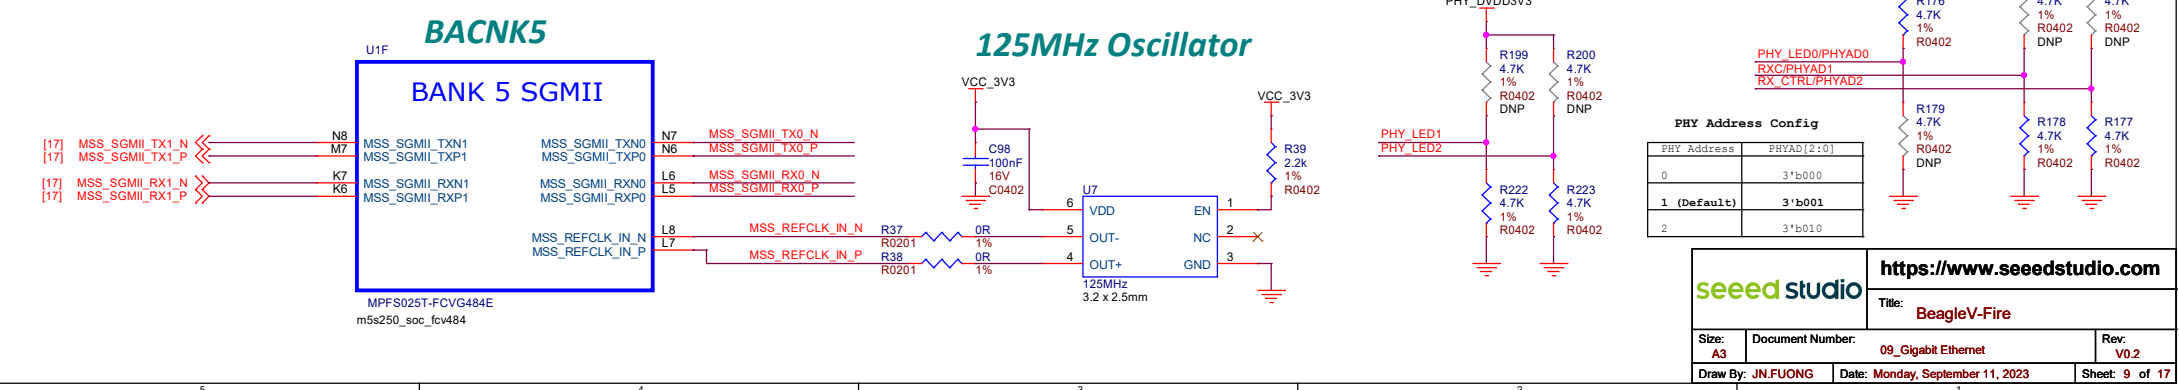 BACNK5
U1F
BANK 5 SGMII
[17] MSS_SGMII_TX1_N
[17] MSS_SGMII_TX1_P
[17] MSS_SGMII_RX1_N
[17] MSS_SGMII_RX1_P
N8
M7
K7
K6
MSS_SGMII_TXN1
MSS_SGMII_TXP1
MSS_SGMII_RXN1
MSS_SGMII_RXP1
MSS_SGMII_TXN0
MSS_SGMII_TXP0
MSS_SGMII_RXN0
MSS_SGMII_RXP0
MSS_REFCLK_IN_N
MSS_REFCLK_IN_P
N7
N6
L6
L5
L8
L7
MSS_SGMII_TX0_N
MSS_SGMII_TX0_P
MSS_SGMII_RX0_N
MSS_SGMII_RX0_P
MSS_REFCLK_IN_N
MSS_REFCLK_IN_P
MPFS025T-FCVG484E
m5s250_soc_fcv484
125MHz Oscillator
VCC_3V3
C98
100nF
16V
C0402
R37 0R
R0201 1%
R38 0R
R0201 1%
U7
6 VDD
5 OUT-
4 OUT+
EN 1
NC 2
GND 3
125MHz
3.2 x 2.5mm
VCC_3V3
R39
2.2k
1%
R0402
PHY_DVDD3V3
R199
4.7K
1%
R0402
DNP
R200
4.7K
1%
R0402
DNP
PHY_LED1
PHY_LED2
R222
4.7K
1%
R0402
R223
4.7K
1%
R0402
R176
4.7K
1%
R0402
4.7K
1%
R0402
DNP
4.7K
1%
R0402
DNP
PHY_LED0/PHYAD0
RXC/PHYAD1
RX_CTRL/PHYAD2
R179
4.7K
1%
R0402
DNP
R178
4.7K
1%
R0402
R177
4.7K
1%
R0402
PHY Address Config
PHY Address PHYAD[2:0]
0 3'b000
1 (Default) 3'b001
2 3'b010
seeed studio
https://www.seeedstudio.com
Title:
BeagleV-Fire
Size:
A3
Document Number:
09_Gigabit Ethernet
Rev:
V0.2
Draw By: JN.FUONG
Date: Monday, September 11, 2023
Sheet: 9 of 17
5 4 3 2 1